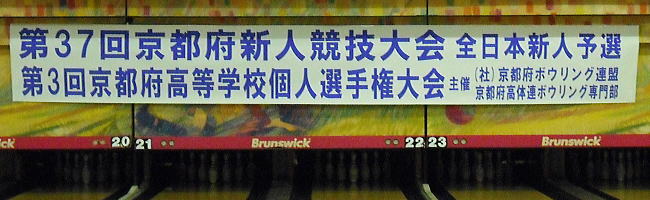 第37回京都府新人競技大会 全日本新人予選
第3回京都府高等学校個人選手権大会 主催 (社)京都府ボウリング連盟
京都府高体連ボウリング専門部
ick 20 21 Brunswick 22 23 Brunswick